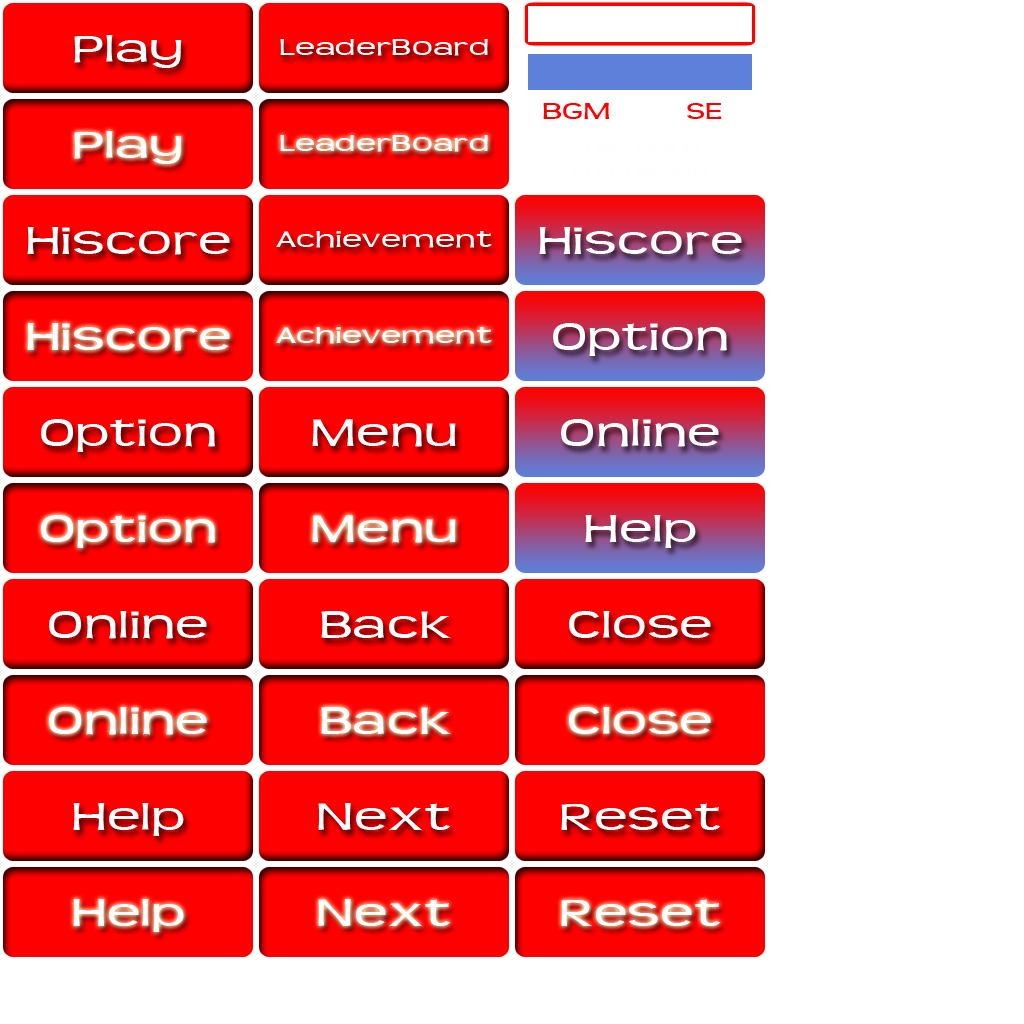 Play
LeaderBoard
BGM SE
Play
LeaderBoard
Hiscore
Achievement
Hiscore
Hiscore
Achievement
Option
Option
Menu
Online
Option
Menu
Help
Online
Back
Close
Online
Back
Close
Help
Next
Reset
Help
Next
Reset